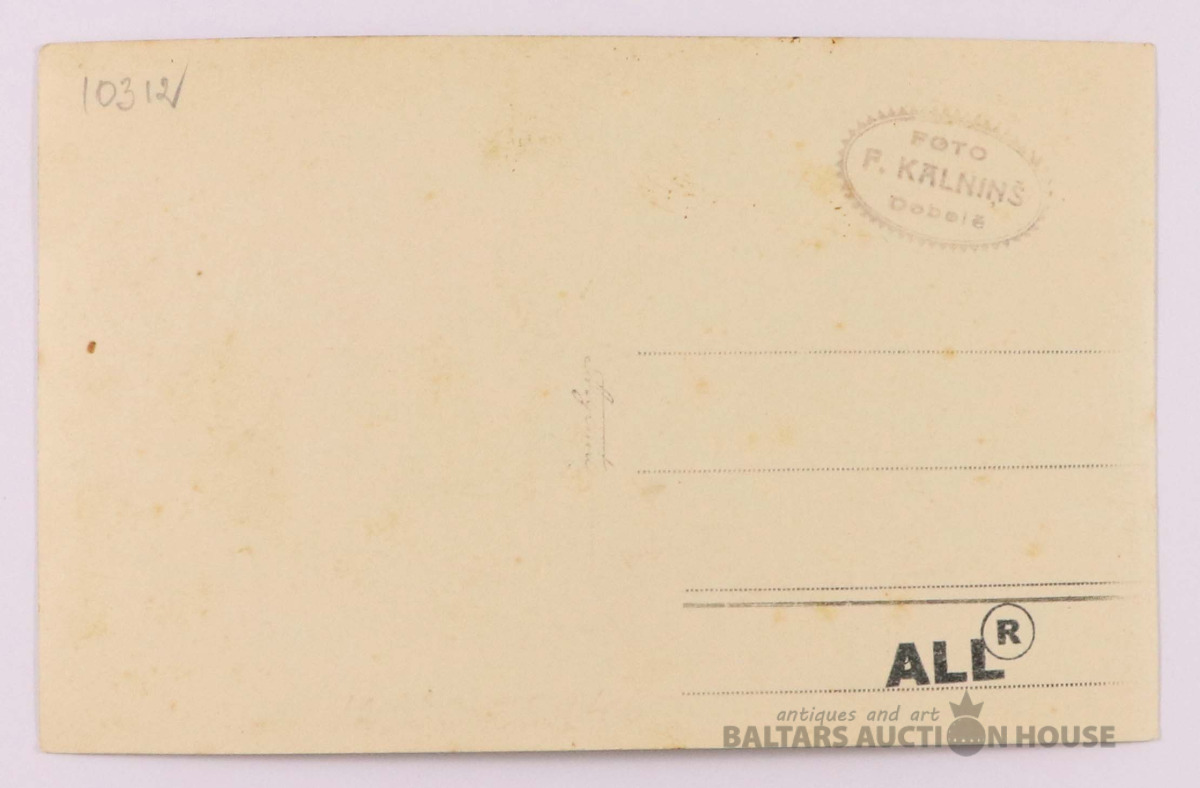 10312
FOTO
F. KALNIŅŠ
Dobelē
ALL R
antiques and art
BALTARS AUCTION HOUSE